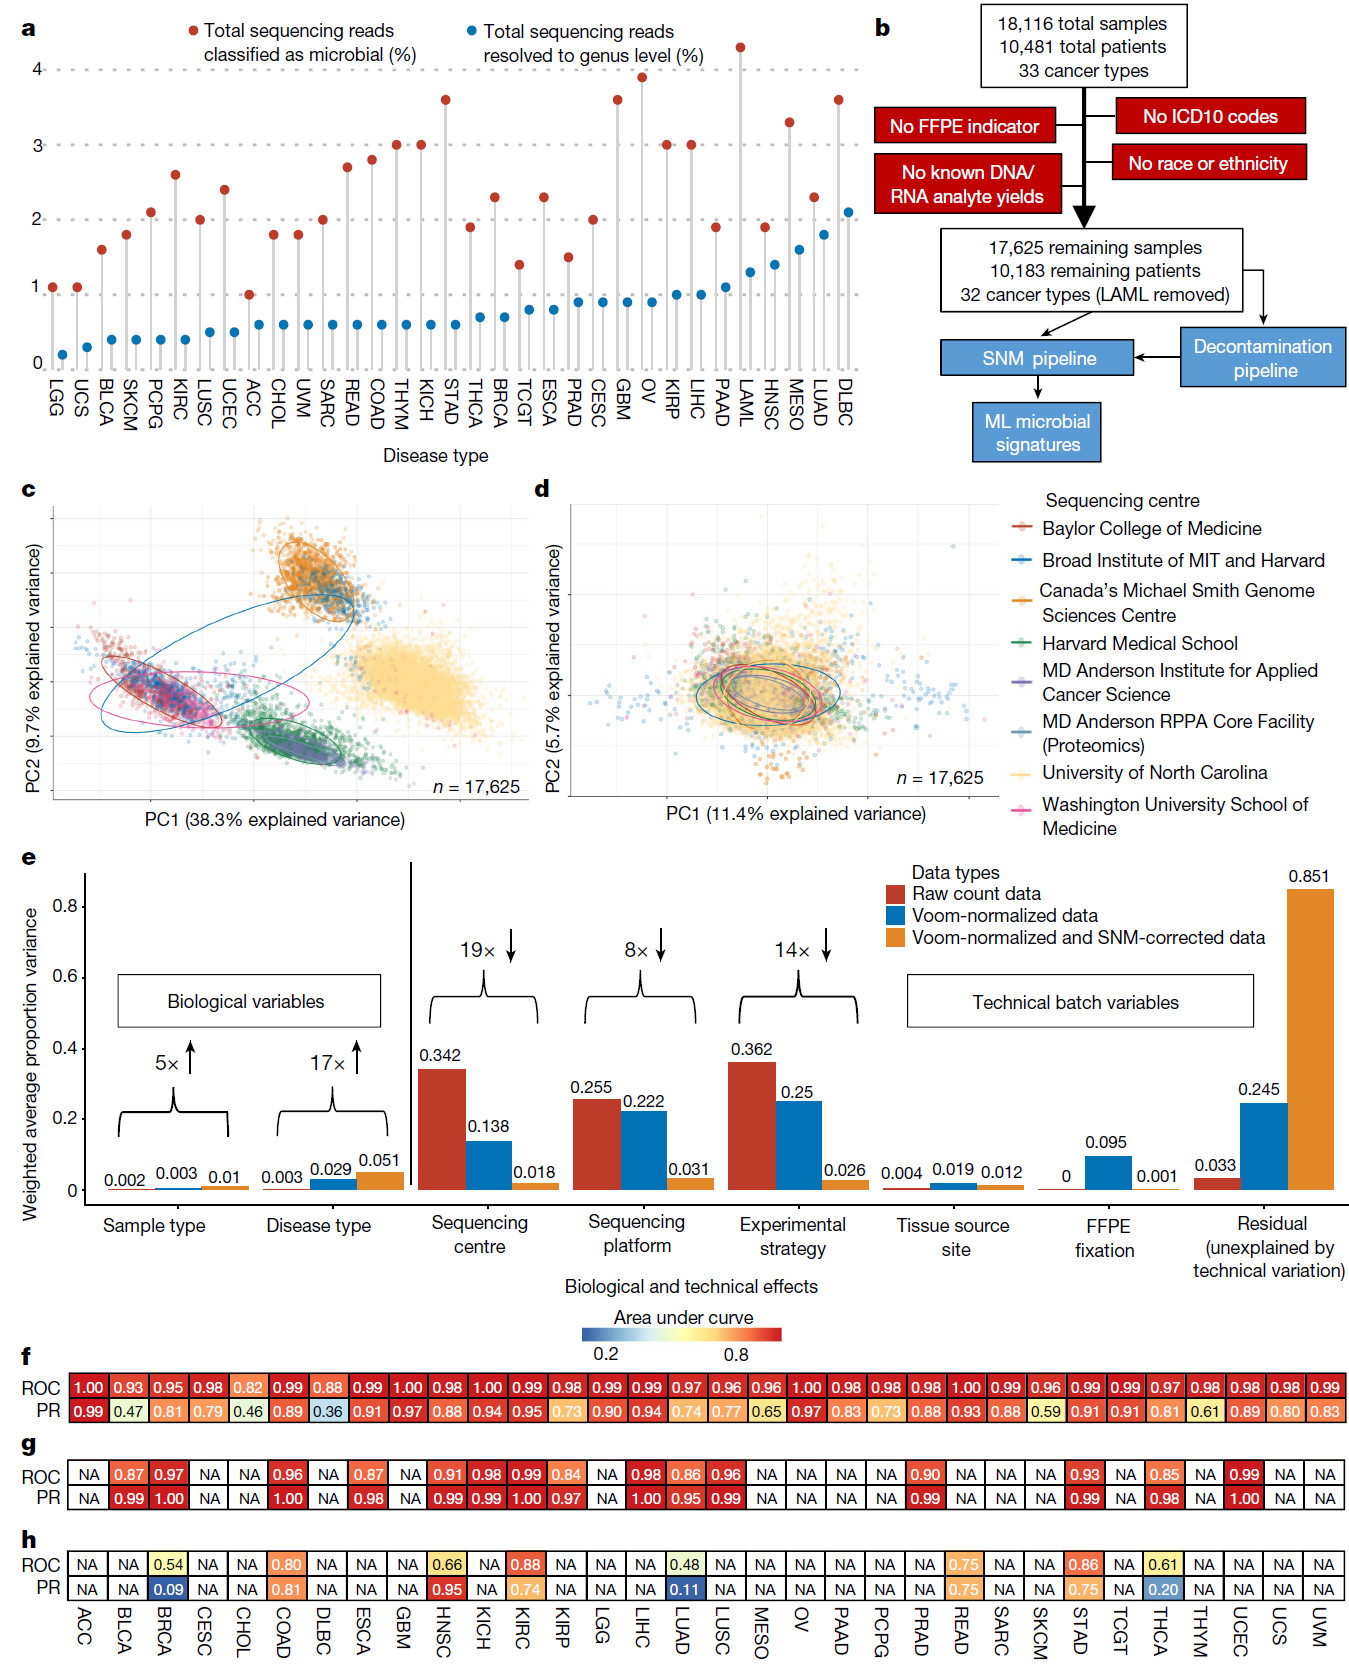 a
Total sequencing reads
classified as microbial (%)
Total sequencing reads
resolved to genus level (%)
4
3
2
1
0
LGG UCS BLCA SKCM PCPG KIRC LUSC UCEC ACC CHOL UVM SARC READ COAD THYM KICH STAD THCA BRCA TCGT ESCA PRAD CESC GBM OV KIRP LIHC PAAD LAML HNSC MESO LUAD DLBC
Disease type
b
18,116 total samples
10,481 total patients
33 cancer types
No FFPE indicator
No ICD10 codes
No known DNA/
RNA analyte yields
No race or ethnicity
17,625 remaining samples
10,183 remaining patients
32 cancer types (LAML removed)
SNM pipeline
Decontamination
pipeline
ML microbial
signatures
c
PC2 (9.7% explained variance)
n = 17,625
PC1 (38.3% explained variance)
d
PC2 (5.7% explained variance)
n = 17,625
PC1 (11.4% explained variance)
Sequencing centre
Baylor College of Medicine
Broad Institute of MIT and Harvard
Canada's Michael Smith Genome
Sciences Centre
Harvard Medical School
MD Anderson Institute for Applied
Cancer Science
MD Anderson RPPA Core Facility
(Proteomics)
University of North Carolina
Washington University School of
Medicine
e
Weighted average proportion variance
0.8
0.6
0.4
0.2
0
Data types
Raw count data
Voom-normalized data
Voom-normalized and SNM-corrected data
Biological variables
Technical batch variables
5×
17×
19×
8×
14×
0.002 0.003 0.01
0.003 0.029 0.051
0.342 0.138 0.018
0.255 0.222 0.031
0.362 0.25 0.026
0.004 0.019 0.012
0 0.095 0.001
0.033 0.245 0.851
Sample type
Disease type
Sequencing
centre
Sequencing
platform
Experimental
strategy
Tissue source
site
FFPE
fixation
Residual
(unexplained by
technical variation)
Biological and technical effects
Area under curve
0.2 0.8
f
ROC 1.00 0.93 0.95 0.98 0.82 0.99 0.88 0.99 1.00 0.98 1.00 0.99 0.98 0.99 0.99 0.97 0.96 0.96 1.00 0.98 0.98 0.98 1.00 0.99 0.96 0.99 0.99 0.97 0.98 0.98 0.98 0.99
PR 0.99 0.47 0.81 0.79 0.46 0.89 0.36 0.91 0.97 0.88 0.94 0.95 0.73 0.90 0.94 0.74 0.77 0.65 0.97 0.83 0.73 0.88 0.93 0.88 0.59 0.91 0.91 0.81 0.61 0.89 0.80 0.83
g
ROC NA 0.87 0.97 NA NA 0.96 NA 0.87 NA 0.91 0.98 0.99 0.84 NA 0.98 0.86 0.96 NA NA NA NA 0.90 NA NA NA 0.93 NA 0.85 NA 0.99 NA NA
PR NA 0.99 1.00 NA NA 1.00 NA 0.98 NA 0.99 0.99 1.00 0.97 NA 1.00 0.95 0.99 NA NA NA NA 0.99 NA NA NA 0.99 NA 0.98 NA 1.00 NA NA
h
ROC NA NA 0.54 NA NA 0.80 NA NA NA 0.66 NA 0.88 NA NA NA 0.48 NA NA NA NA NA NA 0.75 NA NA 0.86 NA 0.61 NA NA NA NA
PR NA NA 0.09 NA NA 0.81 NA NA NA 0.95 NA 0.74 NA NA NA 0.11 NA NA NA NA NA NA 0.75 NA NA 0.75 NA 0.20 NA NA NA NA
ACC BLCA BRCA CESC CHOL COAD DLBC ESCA GBM HNSC KICH KIRC KIRP LGG LIHC LUAD LUSC MESO OV PAAD PCPG PRAD READ SARC SKCM STAD TCGT THCA THYM UCEC UCS UVM